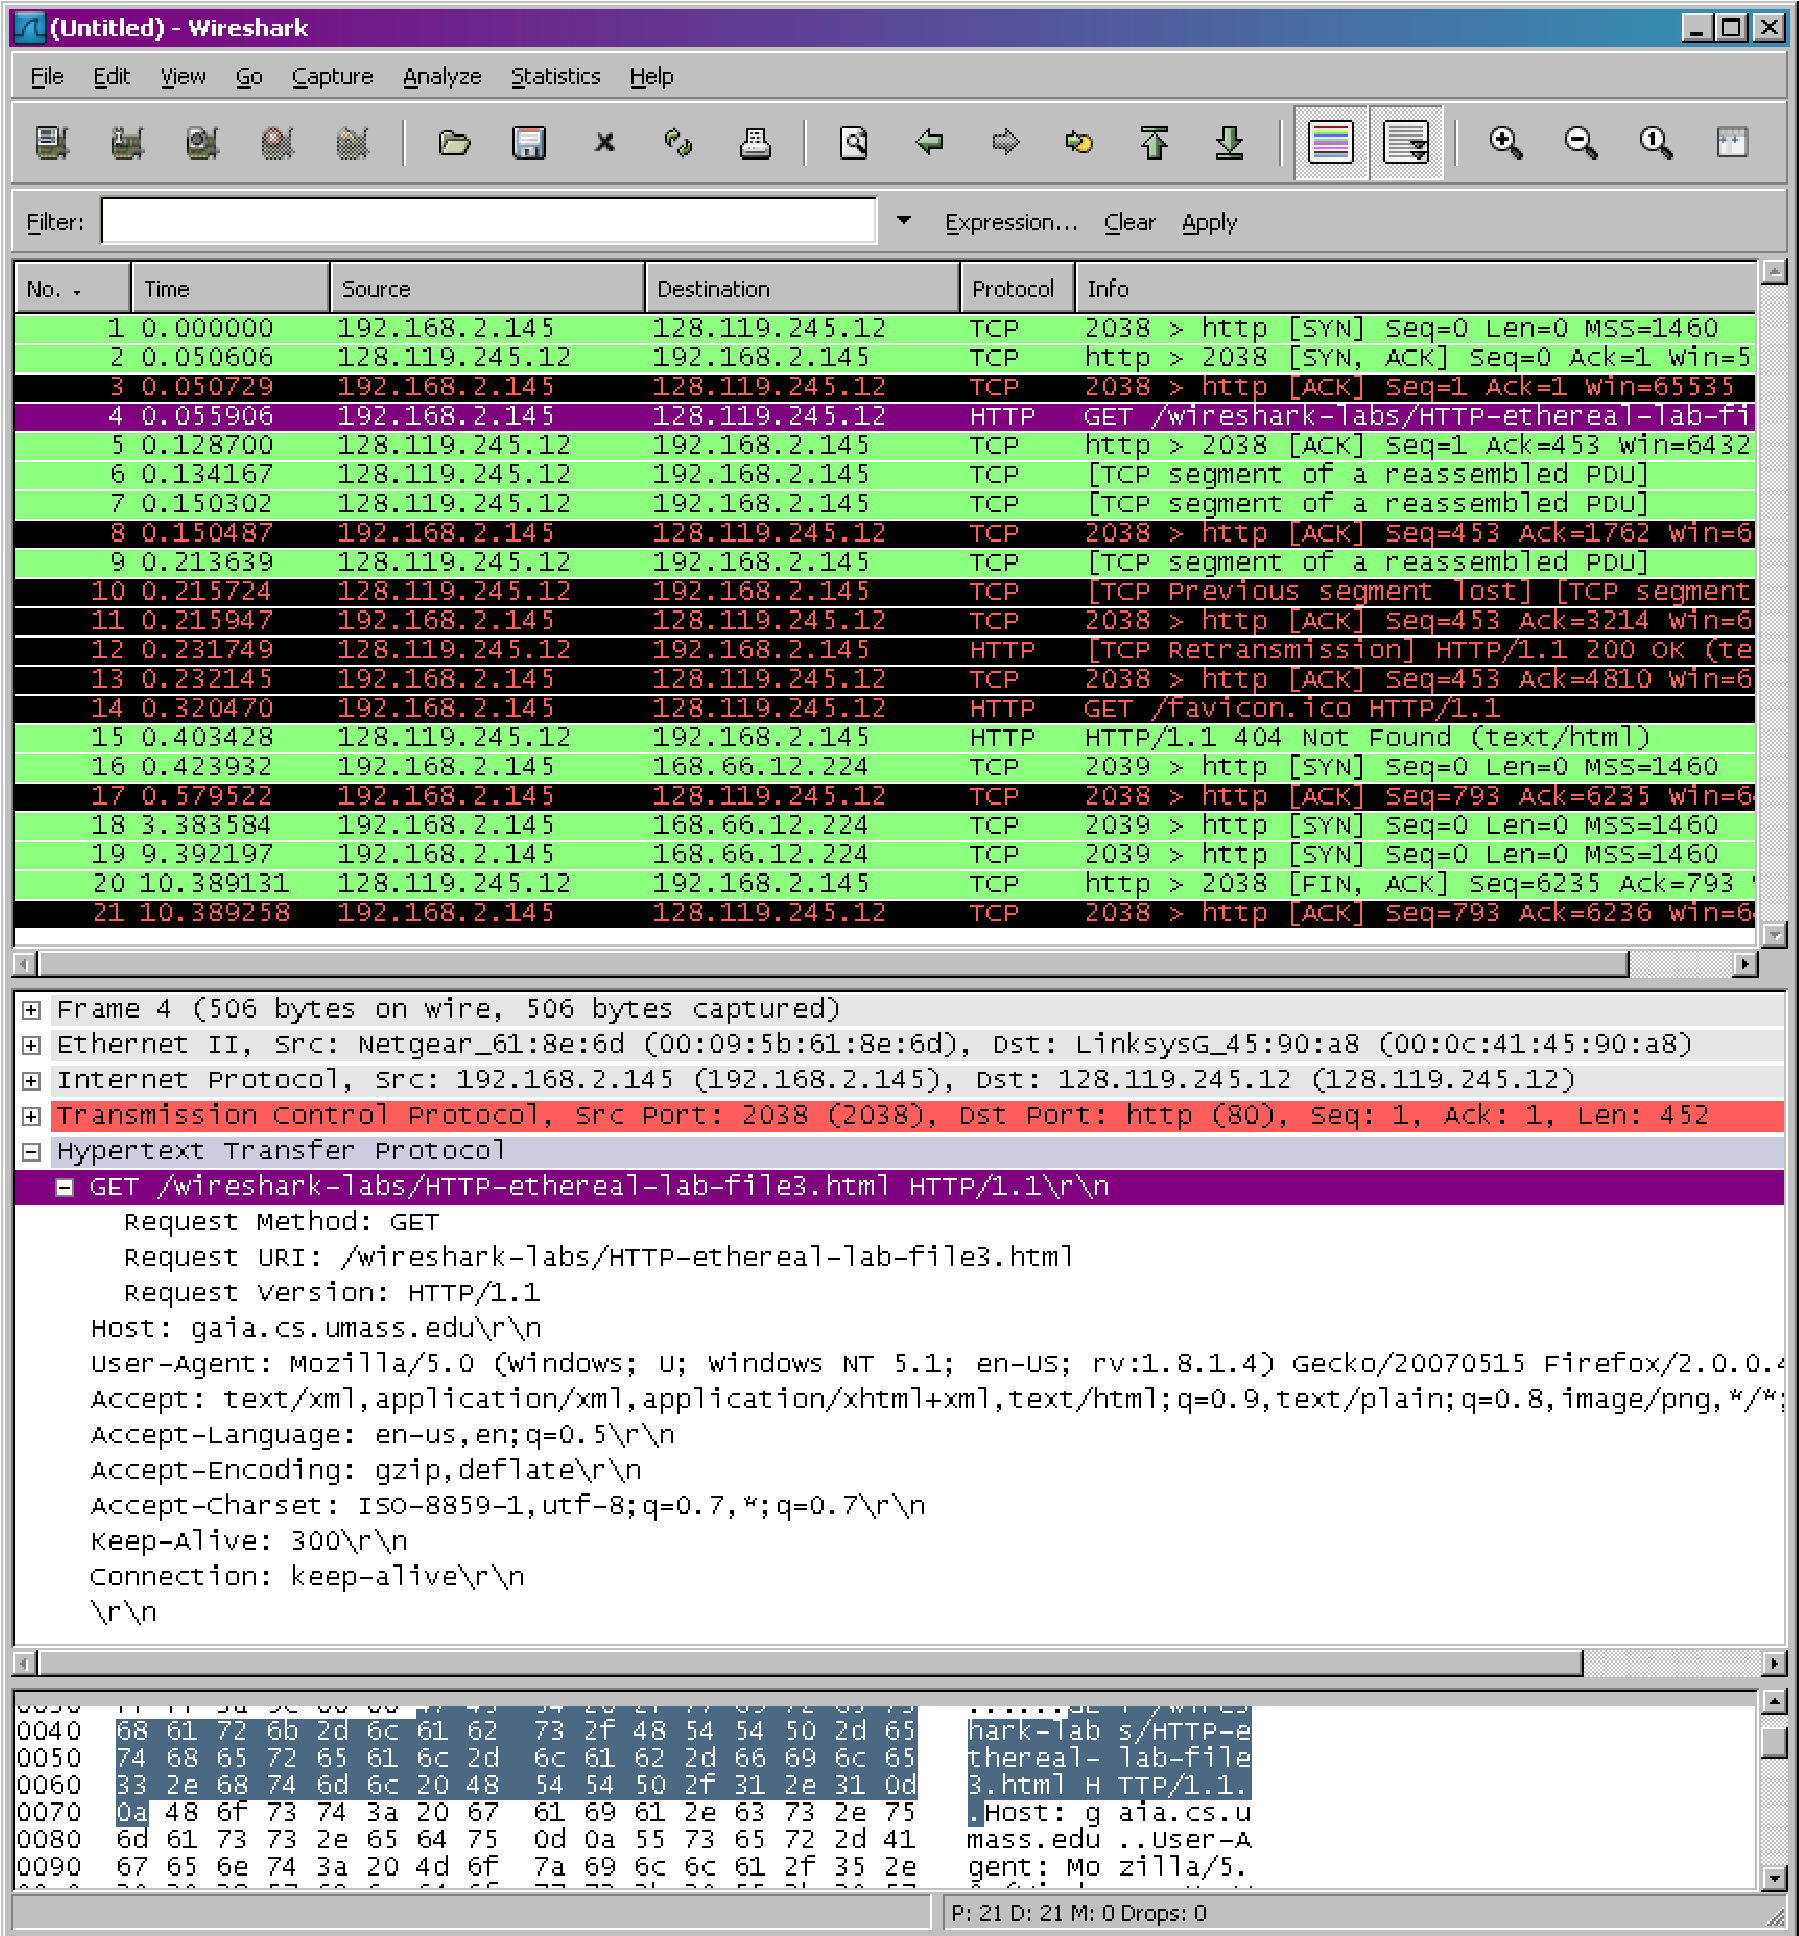 (Untitled) - Wireshark
File Edit View Go Capture Analyze Statistics Help
Filter: Expression... Clear Apply
No. Time Source Destination Protocol Info
1 0.000000 192.168.2.145 128.119.245.12 TCP 2038 > http [SYN] Seq=0 Len=0 MSS=1460
2 0.050606 128.119.245.12 192.168.2.145 TCP http > 2038 [SYN, ACK] Seq=0 Ack=1 Win=5
3 0.050729 192.168.2.145 128.119.245.12 TCP 2038 > http [ACK] Seq=1 Ack=1 Win=65535
4 0.055906 192.168.2.145 128.119.245.12 HTTP GET /wireshark-labs/HTTP-ethereal-lab-fi
5 0.128700 128.119.245.12 192.168.2.145 TCP http > 2038 [ACK] Seq=1 Ack=453 Win=6432
6 0.134167 128.119.245.12 192.168.2.145 TCP [TCP segment of a reassembled PDU]
7 0.150302 128.119.245.12 192.168.2.145 TCP [TCP segment of a reassembled PDU]
8 0.150487 192.168.2.145 128.119.245.12 TCP 2038 > http [ACK] Seq=453 Ack=1762 Win=6
9 0.213639 128.119.245.12 192.168.2.145 TCP [TCP segment of a reassembled PDU]
10 0.215724 128.119.245.12 192.168.2.145 TCP [TCP Previous segment lost] [TCP segment
11 0.215947 192.168.2.145 128.119.245.12 TCP 2038 > http [ACK] Seq=453 Ack=3214 Win=6
12 0.231749 128.119.245.12 192.168.2.145 HTTP [TCP Retransmission] HTTP/1.1 200 OK (te
13 0.232145 192.168.2.145 128.119.245.12 TCP 2038 > http [ACK] Seq=453 Ack=4810 Win=6
14 0.320470 192.168.2.145 128.119.245.12 HTTP GET /favicon.ico HTTP/1.1
15 0.403428 128.119.245.12 192.168.2.145 HTTP HTTP/1.1 404 Not Found (text/html)
16 0.423932 192.168.2.145 168.66.12.224 TCP 2039 > http [SYN] Seq=0 Len=0 MSS=1460
17 0.579522 192.168.2.145 128.119.245.12 TCP 2038 > http [ACK] Seq=793 Ack=6235 Win=6
18 3.383584 192.168.2.145 168.66.12.224 TCP 2039 > http [SYN] Seq=0 Len=0 MSS=1460
19 9.392197 192.168.2.145 168.66.12.224 TCP 2039 > http [SYN] Seq=0 Len=0 MSS=1460
20 10.389131 128.119.245.12 192.168.2.145 TCP http > 2038 [FIN, ACK] Seq=6235 Ack=793
21 10.389258 192.168.2.145 128.119.245.12 TCP 2038 > http [ACK] Seq=793 Ack=6236 Win=6
Frame 4 (506 bytes on wire, 506 bytes captured)
Ethernet II, Src: Netgear_61:8e:6d (00:09:5b:61:8e:6d), Dst: LinksysG_45:90:a8 (00:0c:41:45:90:a8)
Internet Protocol, Src: 192.168.2.145 (192.168.2.145), Dst: 128.119.245.12 (128.119.245.12)
Transmission Control Protocol, Src Port: 2038 (2038), Dst Port: http (80), Seq: 1, Ack: 1, Len: 452
Hypertext Transfer Protocol
GET /wireshark-labs/HTTP-ethereal-lab-file3.html HTTP/1.1\r\n
Request Method: GET
Request URI: /wireshark-labs/HTTP-ethereal-lab-file3.html
Request Version: HTTP/1.1
Host: gaia.cs.umass.edu\r\n
User-Agent: Mozilla/5.0 (Windows; U; Windows NT 5.1; en-US; rv:1.8.1.4) Gecko/20070515 Firefox/2.0.0.4
Accept: text/xml,application/xml,application/xhtml+xml,text/html;q=0.9,text/plain;q=0.8,image/png,*/*;
Accept-Language: en-us,en;q=0.5\r\n
Accept-Encoding: gzip,deflate\r\n
Accept-Charset: ISO-8859-1,utf-8;q=0.7,*;q=0.7\r\n
Keep-Alive: 300\r\n
Connection: keep-alive\r\n
\r\n
0040 68 61 72 6b 2d 6c 61 62 73 2f 48 54 54 50 2d 65 hark-lab s/HTTP-e
0050 74 68 65 72 65 61 6c 2d 6c 61 62 2d 66 69 6c 65 thereal- lab-file
0060 33 2e 68 74 6d 6c 20 48 54 54 50 2f 31 2e 31 0d 3.html H TTP/1.1.
0070 0a 48 6f 73 74 3a 20 67 61 69 61 2e 63 73 2e 75 .Host: g aia.cs.u
0080 6d 61 73 73 2e 65 64 75 0d 0a 55 73 65 72 2d 41 mass.edu ..User-A
0090 67 65 6e 74 3a 20 4d 6f 7a 69 6c 6c 61 2f 35 2e gent: Mo zilla/5.
P: 21 D: 21 M: 0 Drops: 0